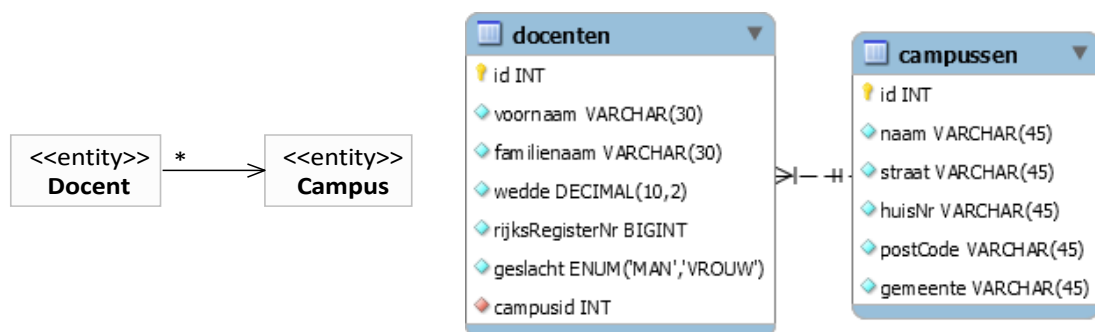 <<entity>>
Docent
*
<<entity>>
Campus
docenten
id INT
voornaam VARCHAR(30)
familienaam VARCHAR(30)
wedde DECIMAL(10,2)
rijksRegisterNr BIGINT
geslacht ENUM('MAN','VROUW')
campusid INT
campussen
id INT
naam VARCHAR(45)
straat VARCHAR(45)
huisNr VARCHAR(45)
postCode VARCHAR(45)
gemeente VARCHAR(45)